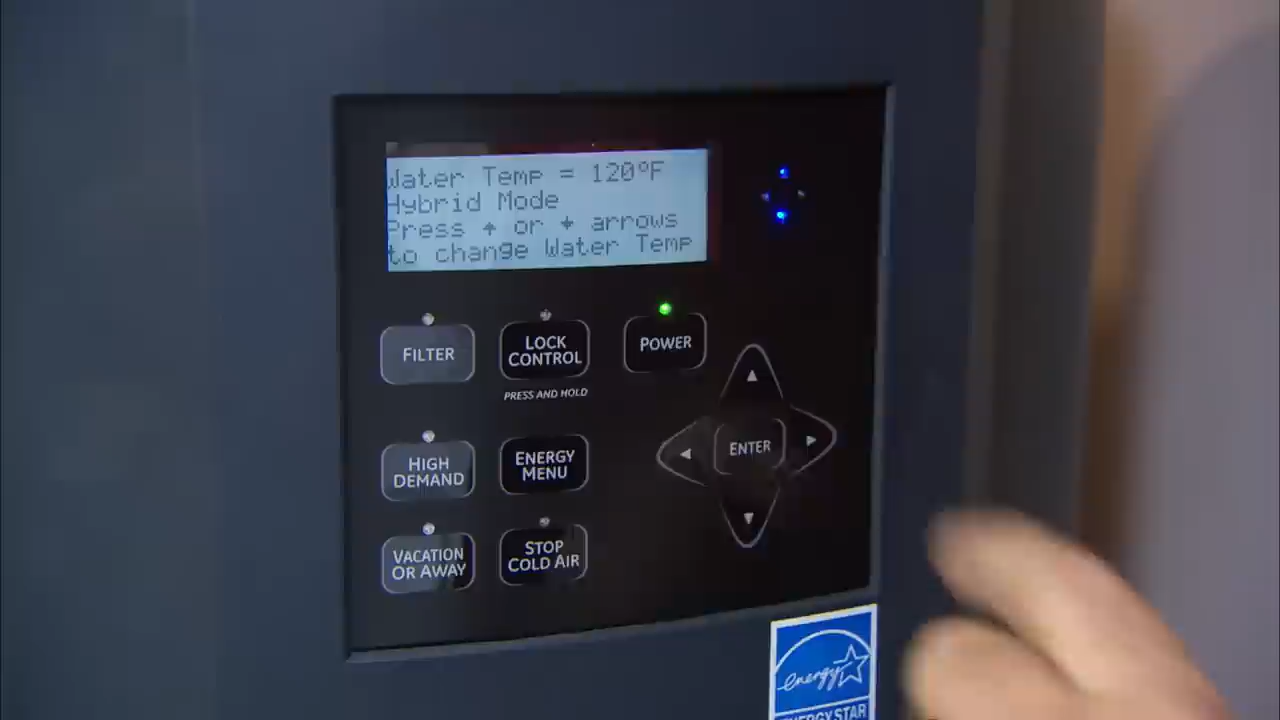 Water Temp = 120ºF
Hybrid Mode
Press ↑ or ↓ arrows
to change Water Temp
FILTER
LOCK
CONTROL
POWER
PRESS AND HOLD
HIGH
DEMAND
ENERGY
MENU
ENTER
VACATION
OR AWAY
STOP
COLD AIR
energy
ENERGY STAR